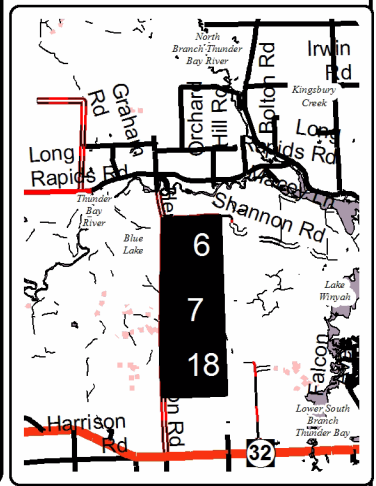 North
Branch Thunder
Bay River
Irwin
Rd
Bolton Rd
Kingsbury
Creek
Graham
Rd
Orchard
Hill Rd
Long
Rapids Rd
Long
Rapids Rd
Thunder
Bay
River
Shannon Rd
Blue
Lake
6
7
18
Lake
Winyah
Falcon
Lower South
Branch
Thunder Bay
Harrison
Rd
on Rd
32